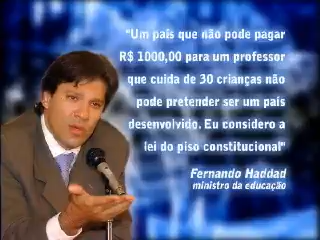 "Um país que não pode pagar
R$ 1000,00 para um professor
que cuida de 30 crianças não
pode pretender ser um país
desenvolvido. Eu considero a
lei do piso constitucional"
Fernando Haddad
ministro da educação